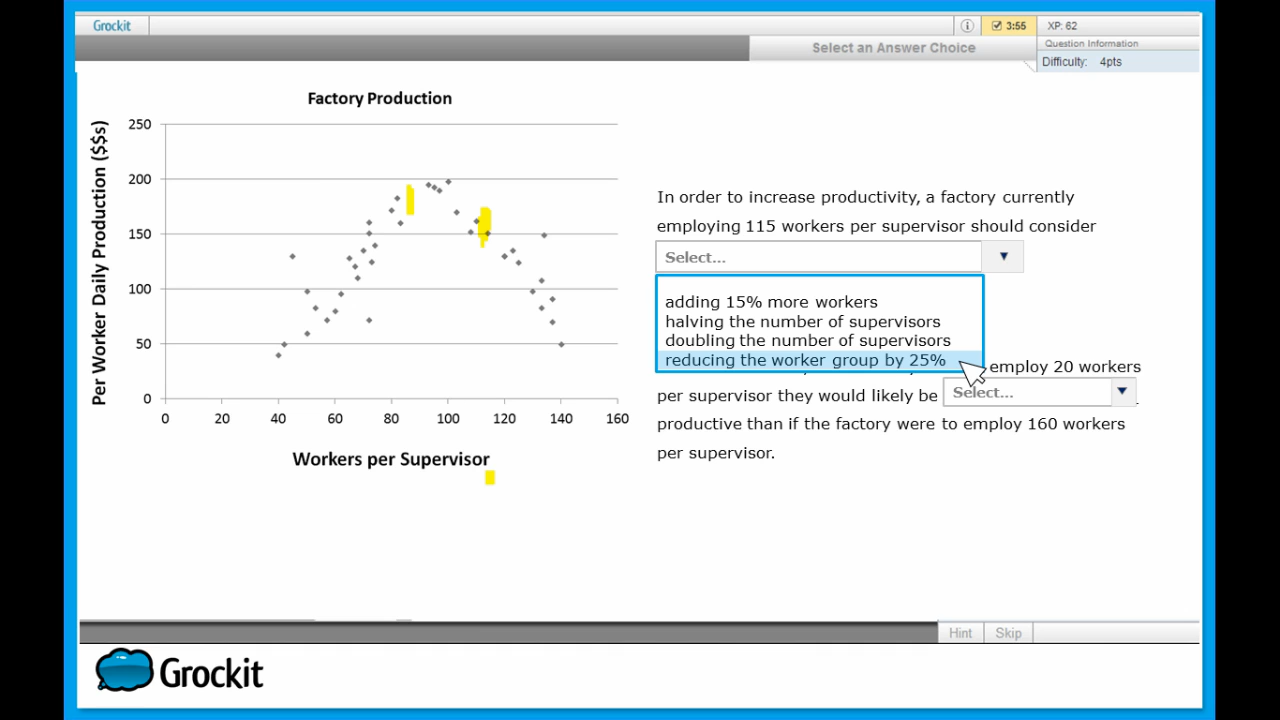 Grockit
3:55
XP: 62
Select an Answer Choice
Question Information
Difficulty: 4pts
Factory Production
Per Worker Daily Production ($$s)
250
200
150
100
50
0
0 20 40 60 80 100 120 140 160
Workers per Supervisor
In order to increase productivity, a factory currently
employing 115 workers per supervisor should consider
Select...
adding 15% more workers
halving the number of supervisors
doubling the number of supervisors
reducing the worker group by 25%
employ 20 workers
per supervisor they would likely be Select...
productive than if the factory were to employ 160 workers
per supervisor.
Hint Skip
Grockit